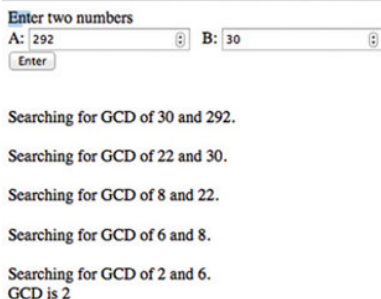 Enter two numbers
A: 292 B: 30
Enter
Searching for GCD of 30 and 292.
Searching for GCD of 22 and 30.
Searching for GCD of 8 and 22.
Searching for GCD of 6 and 8.
Searching for GCD of 2 and 6.
GCD is 2